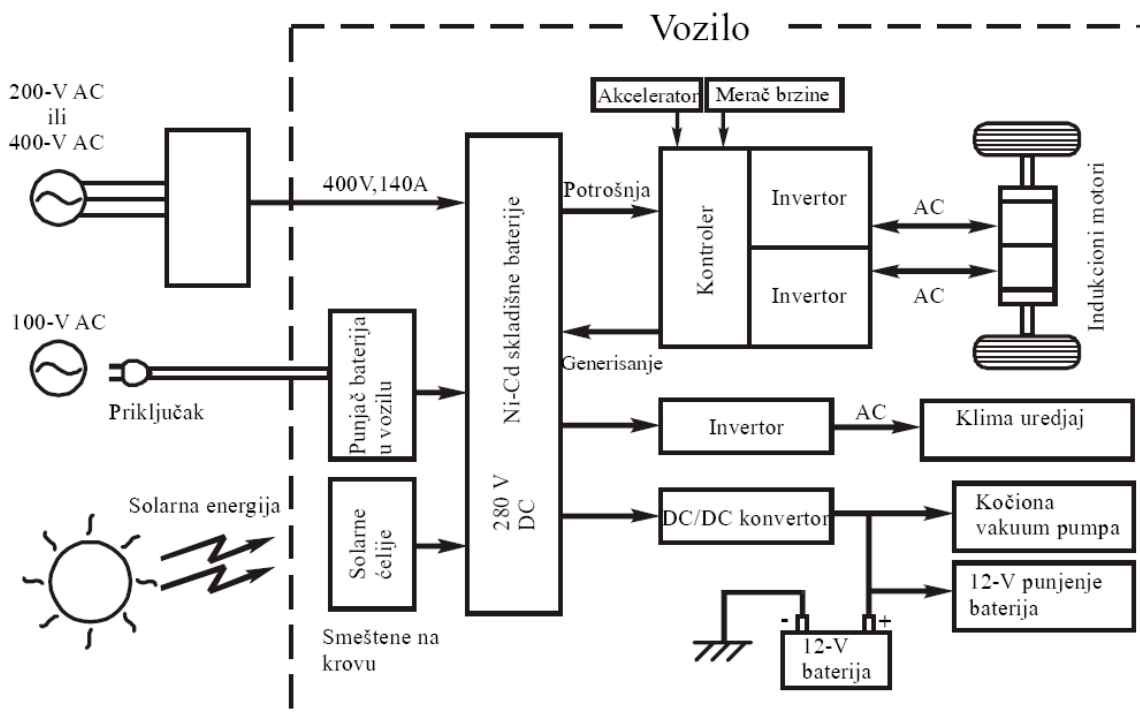 Vozilo
200-V AC
ili
400-V AC
Akcelerator
Merač brzine
400V,140A
Potrošnja
Kontroler
Invertor
Invertor
AC
AC
Indukcioni motori
Generisanje
Ni-Cd skladišne baterije
280 V
DC
100-V AC
Priključak
Punjač baterija
u vozilu
Invertor
AC
Klima uredjaj
Solarna energija
Solarne
ćelije
Smeštene na
krovu
DC/DC konvertor
Kočiona
vakuum pumpa
12-V punjenje
baterija
- +
12-V
baterija